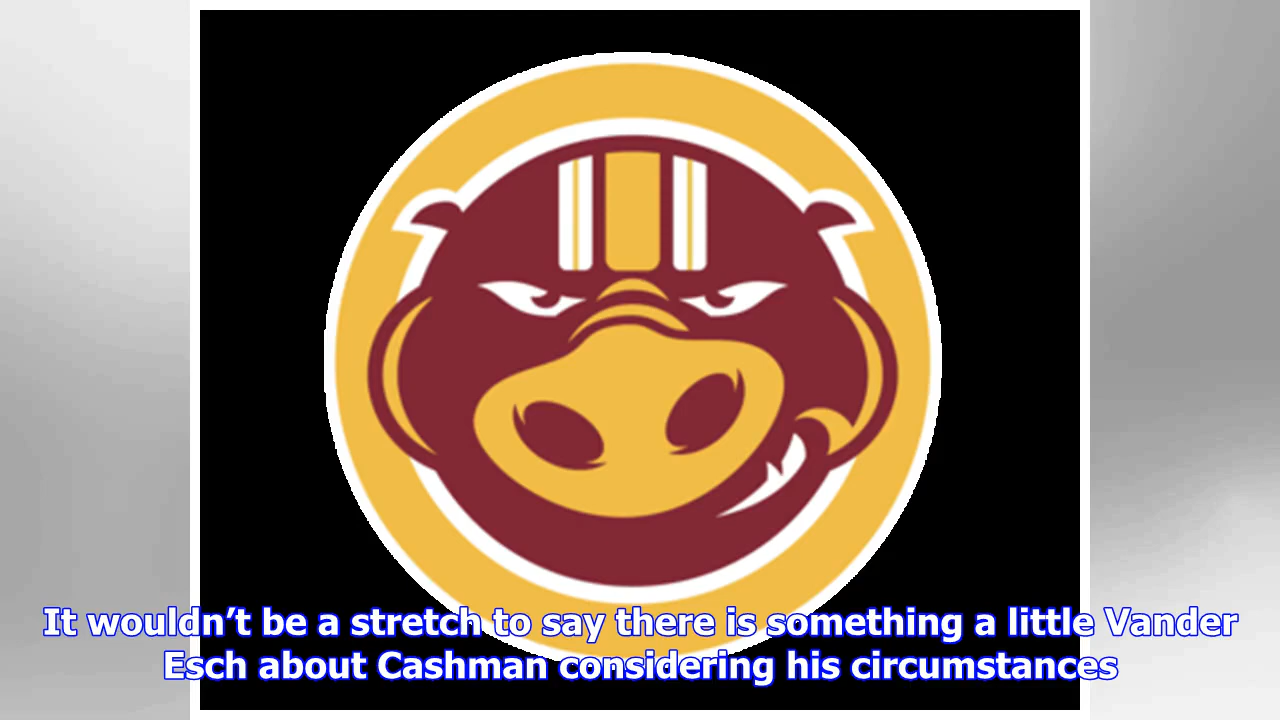 It wouldn’t be a stretch to say there is something a little Vander
Esch about Cashman considering his circumstances